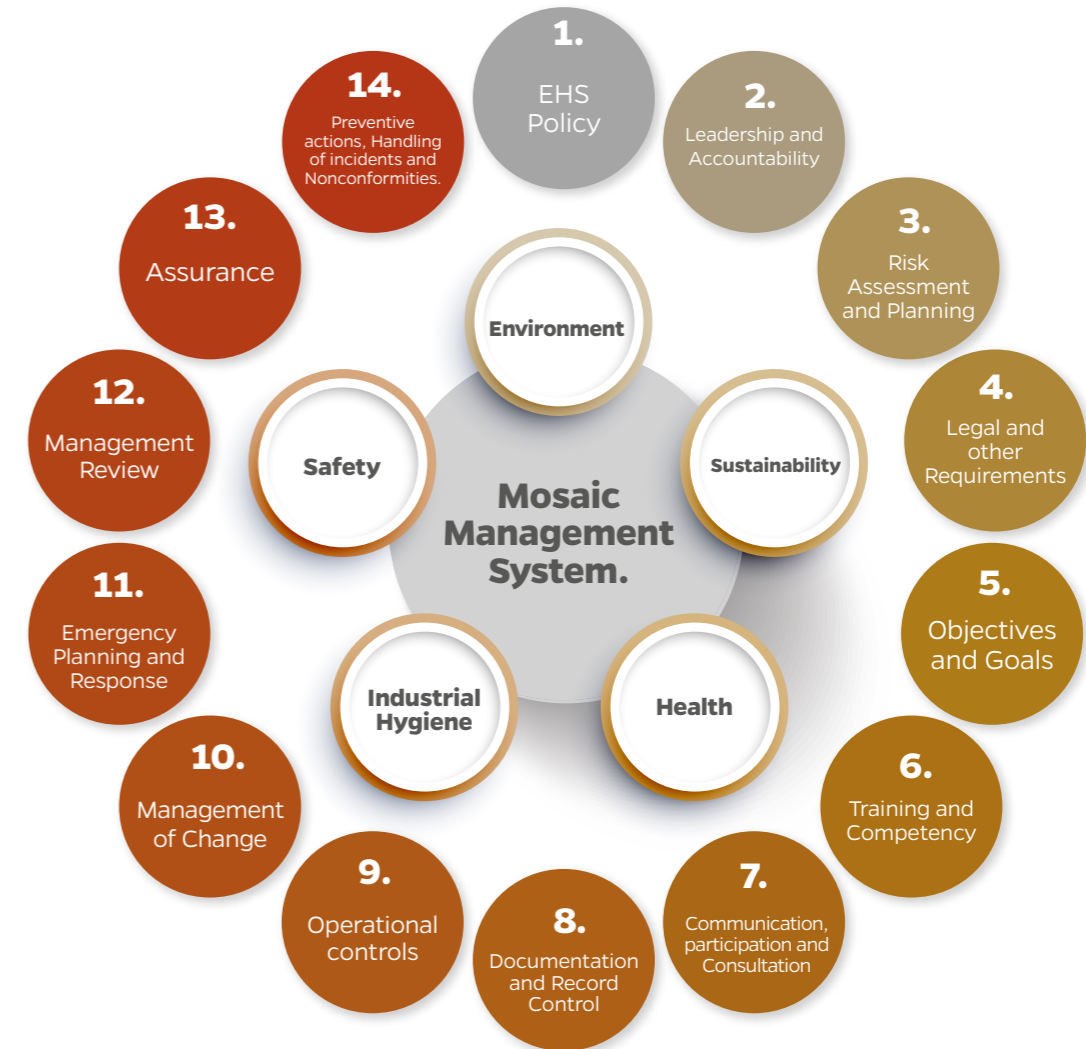 1.
EHS
Policy
2.
Leadership and
Accountability
3.
Risk
Assessment
and Planning
4.
Legal and
other
Requirements
5.
Objectives
and Goals
6.
Training and
Competency
7.
Communication,
participation and
Consultation
8.
Documentation
and Record
Control
9.
Operational
controls
10.
Management
of Change
11.
Emergency
Planning and
Response
12.
Management
Review
13.
Assurance
14.
Preventive
actions, Handling
of incidents and
Nonconformities.
Environment
Sustainability
Health
Industrial
Hygiene
Safety
Mosaic
Management
System.